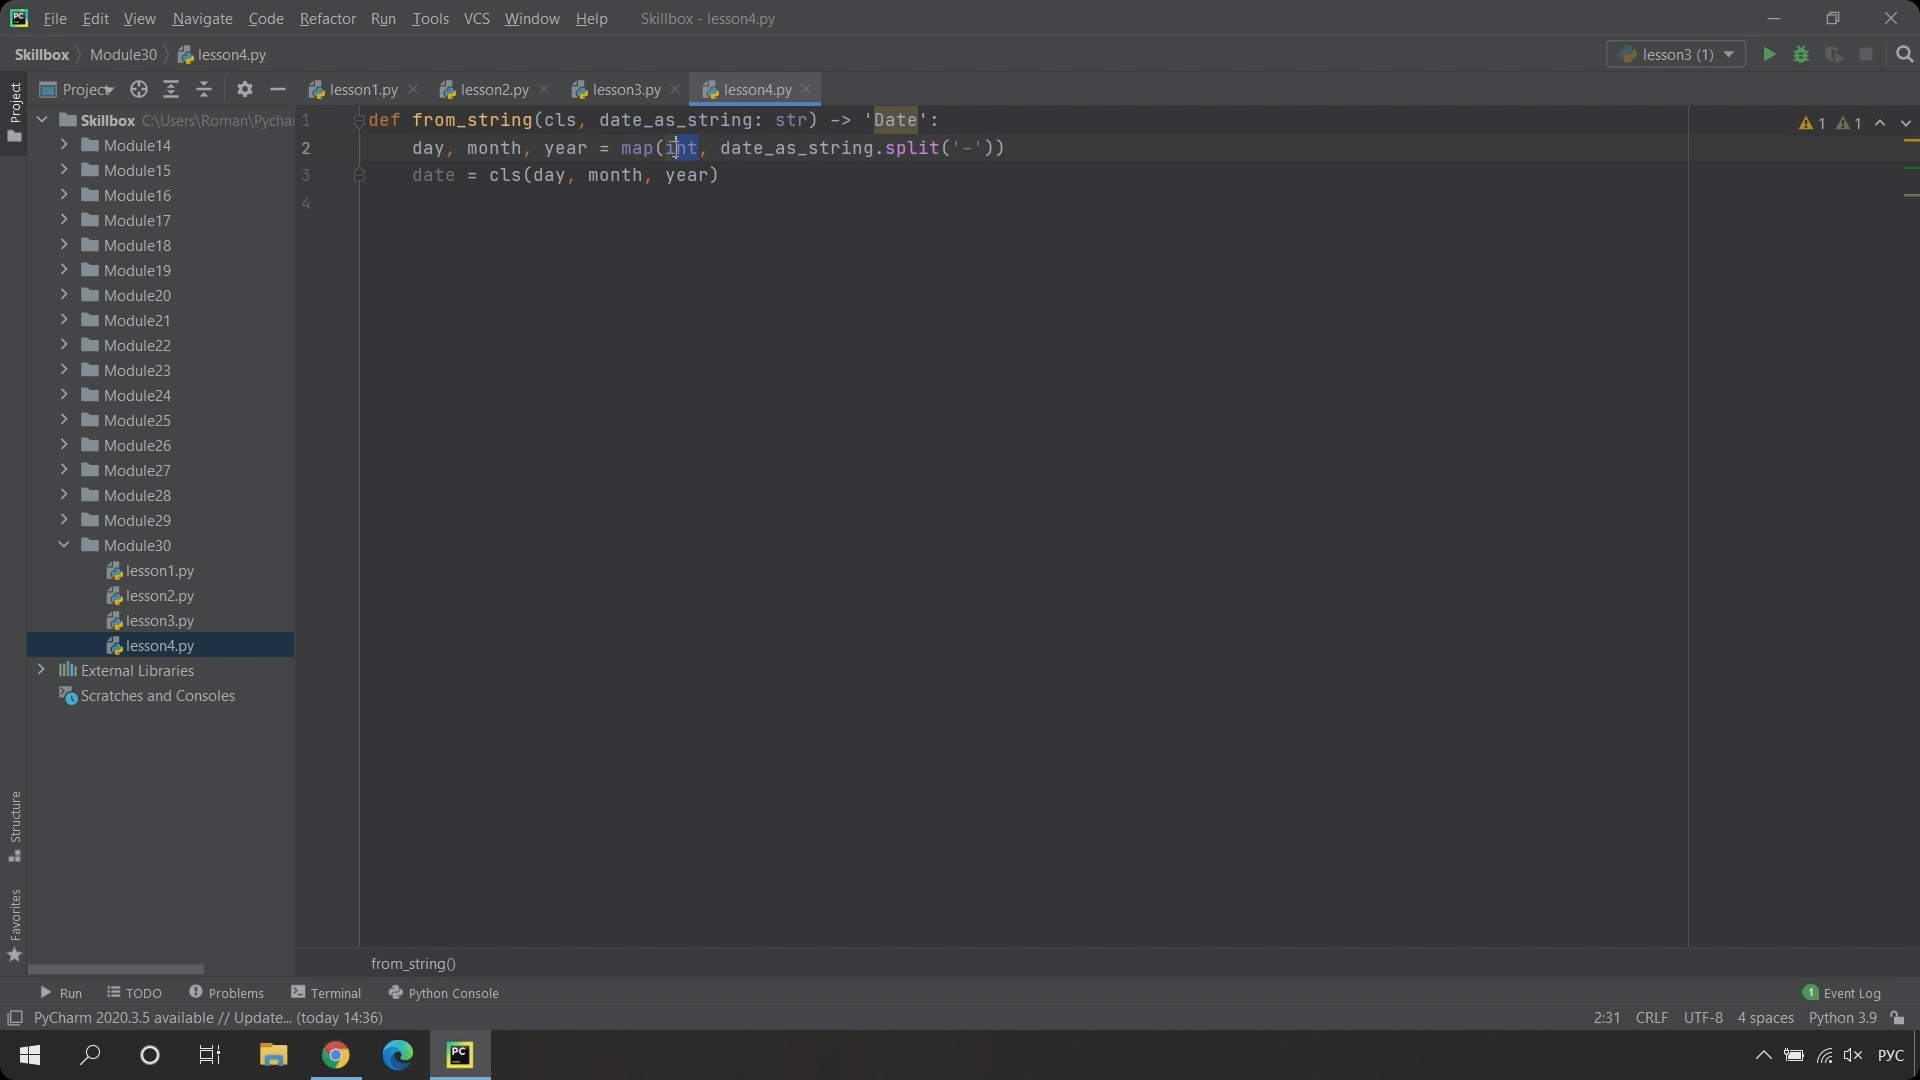 File Edit View Navigate Code Refactor Run Tools VCS Window Help Skillbox - lesson4.py
Skillbox Module30 lesson4.py lesson3 (1)
Project lesson1.py lesson2.py lesson3.py lesson4.py
Project
Skillbox C:\Users\Roman\Pychar
Module14
Module15
Module16
Module17
Module18
Module19
Module20
Module21
Module22
Module23
Module24
Module25
Module26
Module27
Module28
Module29
Module30
lesson1.py
lesson2.py
lesson3.py
lesson4.py
External Libraries
Scratches and Consoles
1 def from_string(cls, date_as_string: str) -> 'Date':
2 day, month, year = map(int, date_as_string.split('-'))
3 date = cls(day, month, year)
4
1 1
Structure
Favorites
from_string()
Run TODO Problems Terminal Python Console 1 Event Log
PyCharm 2020.3.5 available // Update... (today 14:36) 2:31 CRLF UTF-8 4 spaces Python 3.9
PC РУС